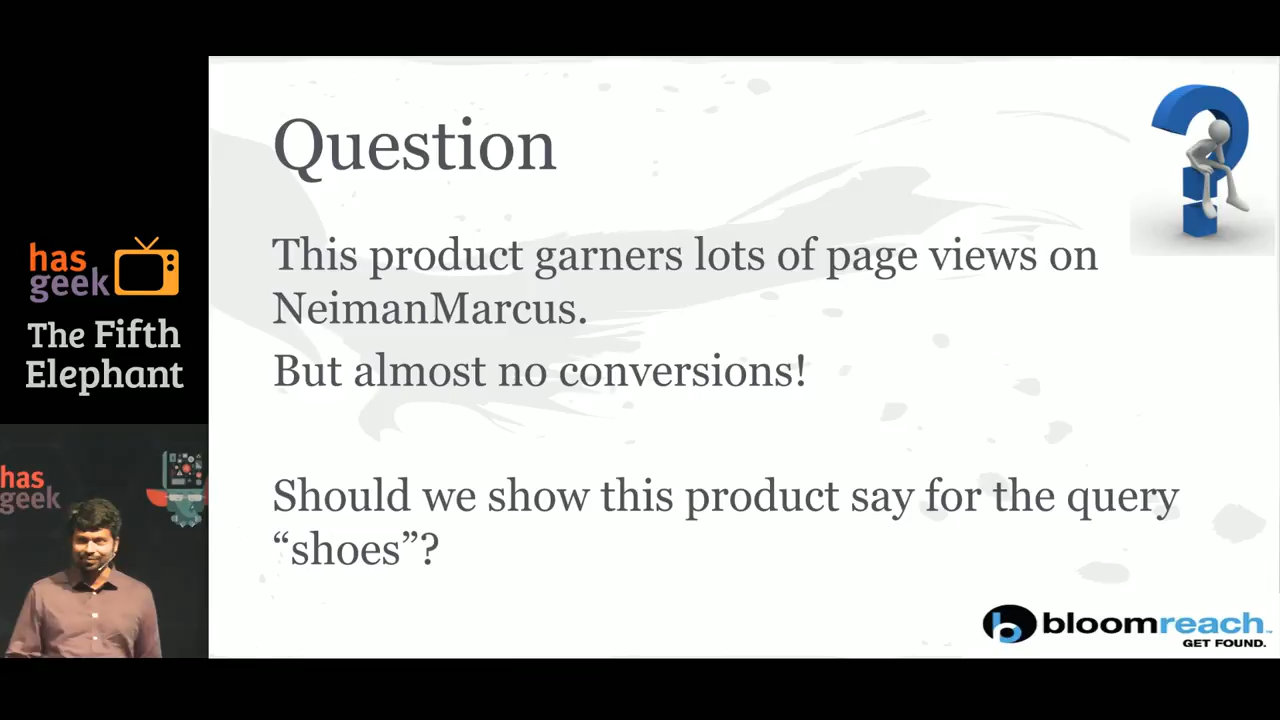 has
geek
The Fifth
Elephant
has
geek
Question
This product garners lots of page views on
NeimanMarcus.
But almost no conversions!
Should we show this product say for the query
“shoes”?
bloomreach
GET FOUND.